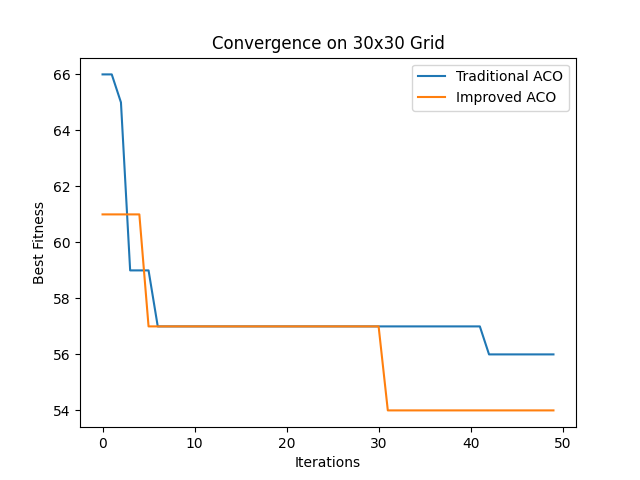 Convergence on 30x30 Grid
Traditional ACO
Improved ACO
Best Fitness
66
64
62
60
58
56
54
0 10 20 30 40 50
Iterations